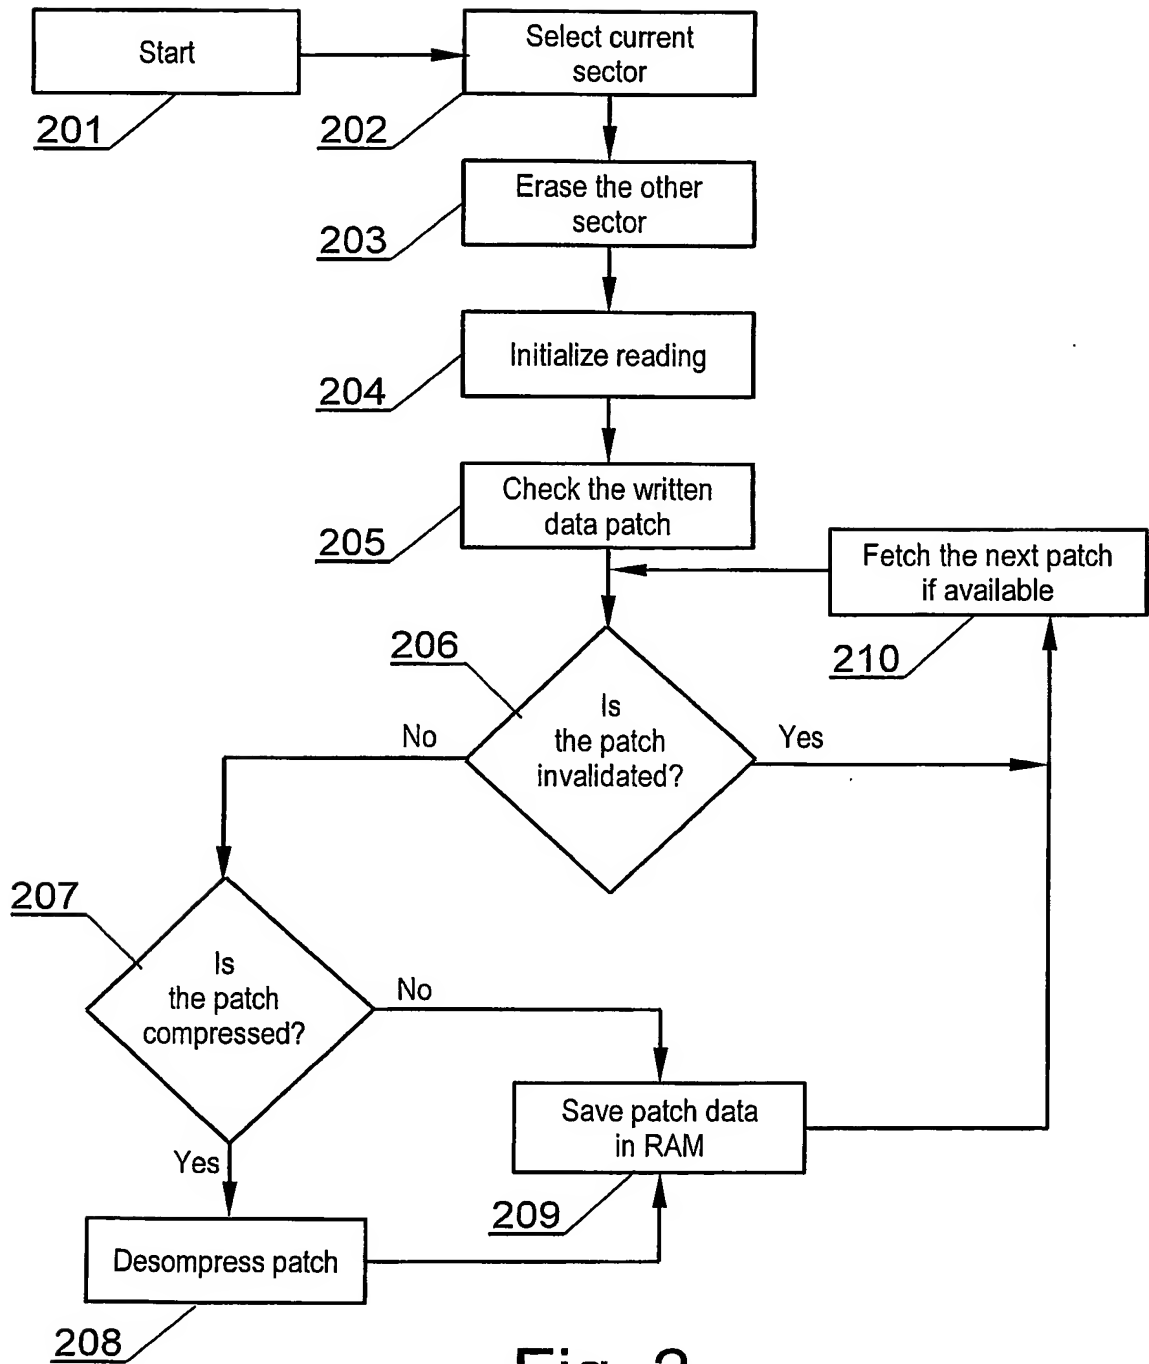 Start
201
Select current
sector
202
Erase the other
sector
203
Initialize reading
204
Check the written
data patch
205
Fetch the next patch
if available
210
206
Is
the patch
invalidated?
No
Yes
207
Is
the patch
compressed?
No
Yes
Save patch data
in RAM
209
Desompress patch
208